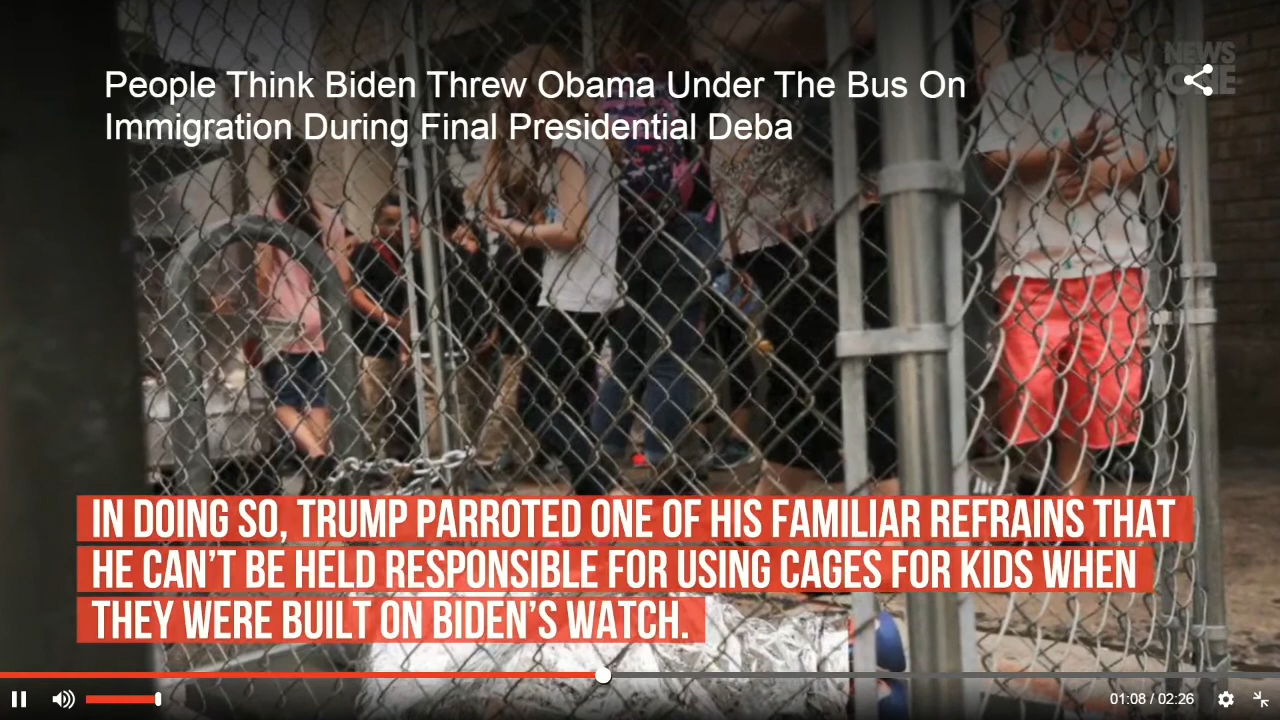 NEWS
People Think Biden Threw Obama Under The Bus On
Immigration During Final Presidential Deba
IN DOING SO, TRUMP PARROTED ONE OF HIS FAMILIAR REFRAINS THAT
HE CAN'T BE HELD RESPONSIBLE FOR USING CAGES FOR KIDS WHEN
THEY WERE BUILT ON BIDEN'S WATCH.
01:08 / 02:26